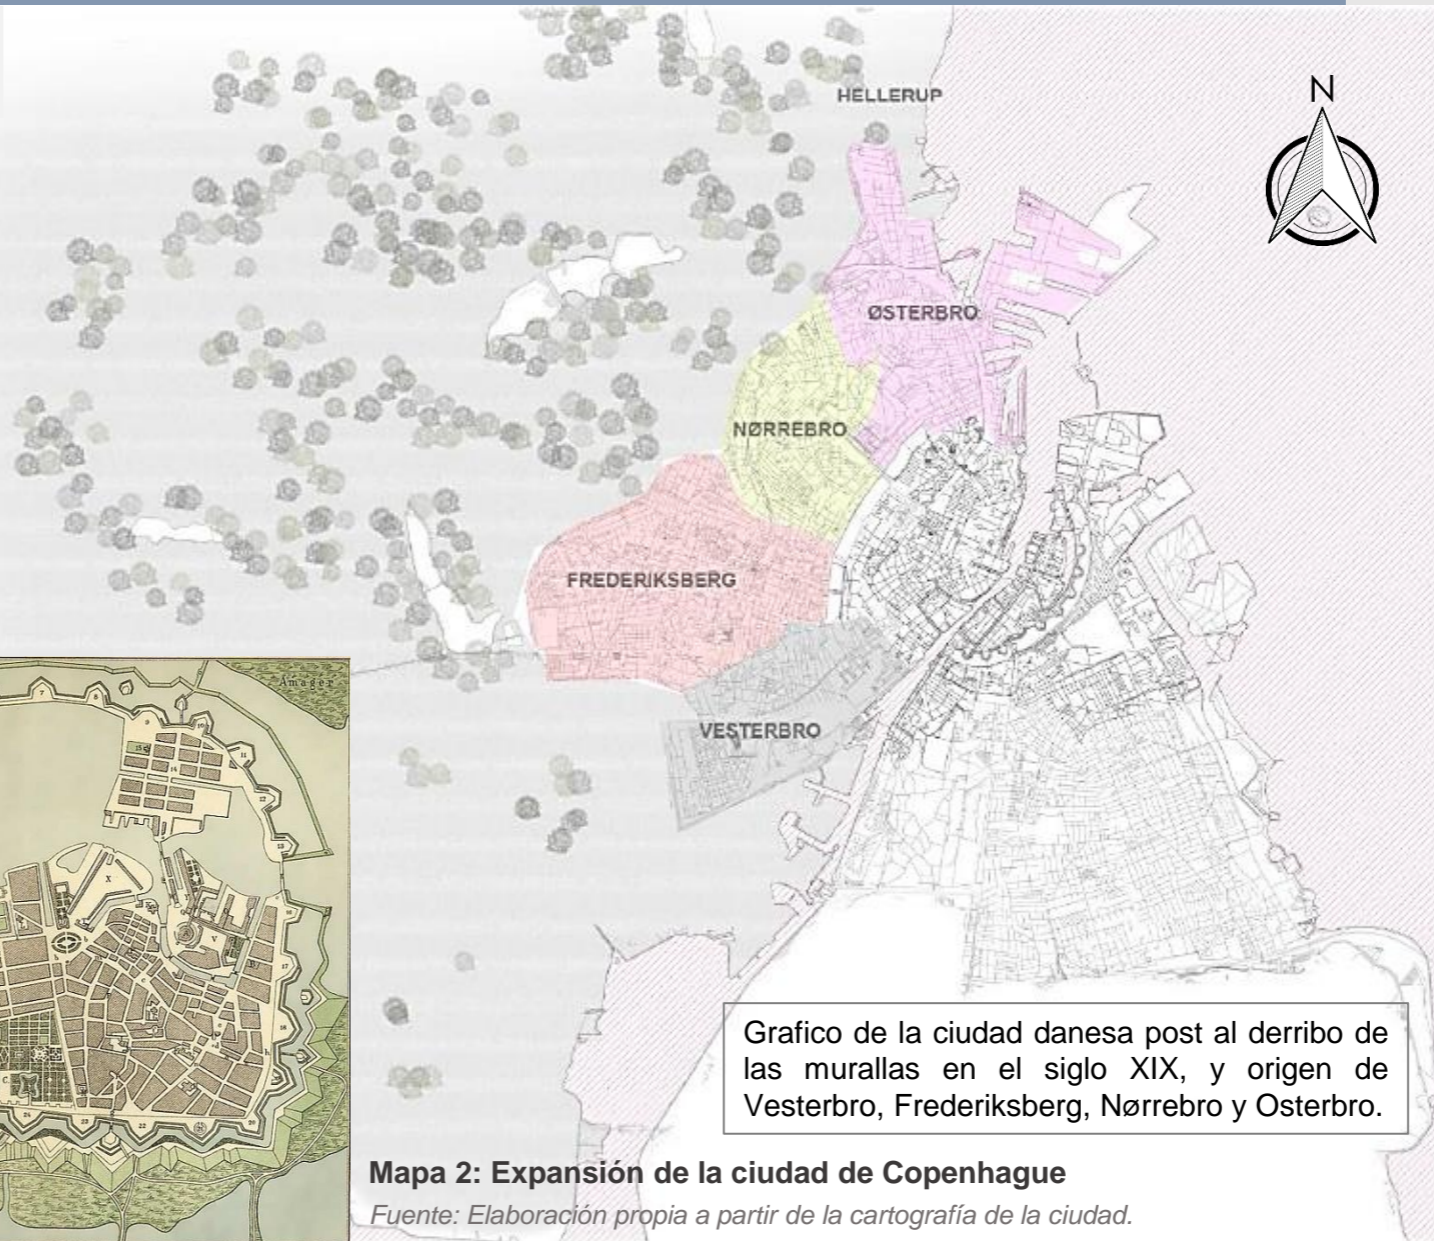 N
HELLERUP
ØSTERBRO
NØRREBRO
FREDERIKSBERG
VESTERBRO
Amager
Grafico de la ciudad danesa post al derribo de
las murallas en el siglo XIX, y origen de
Vesterbro, Frederiksberg, Nørrebro y Osterbro.
Mapa 2: Expansión de la ciudad de Copenhague
Fuente: Elaboración propia a partir de la cartografía de la ciudad.